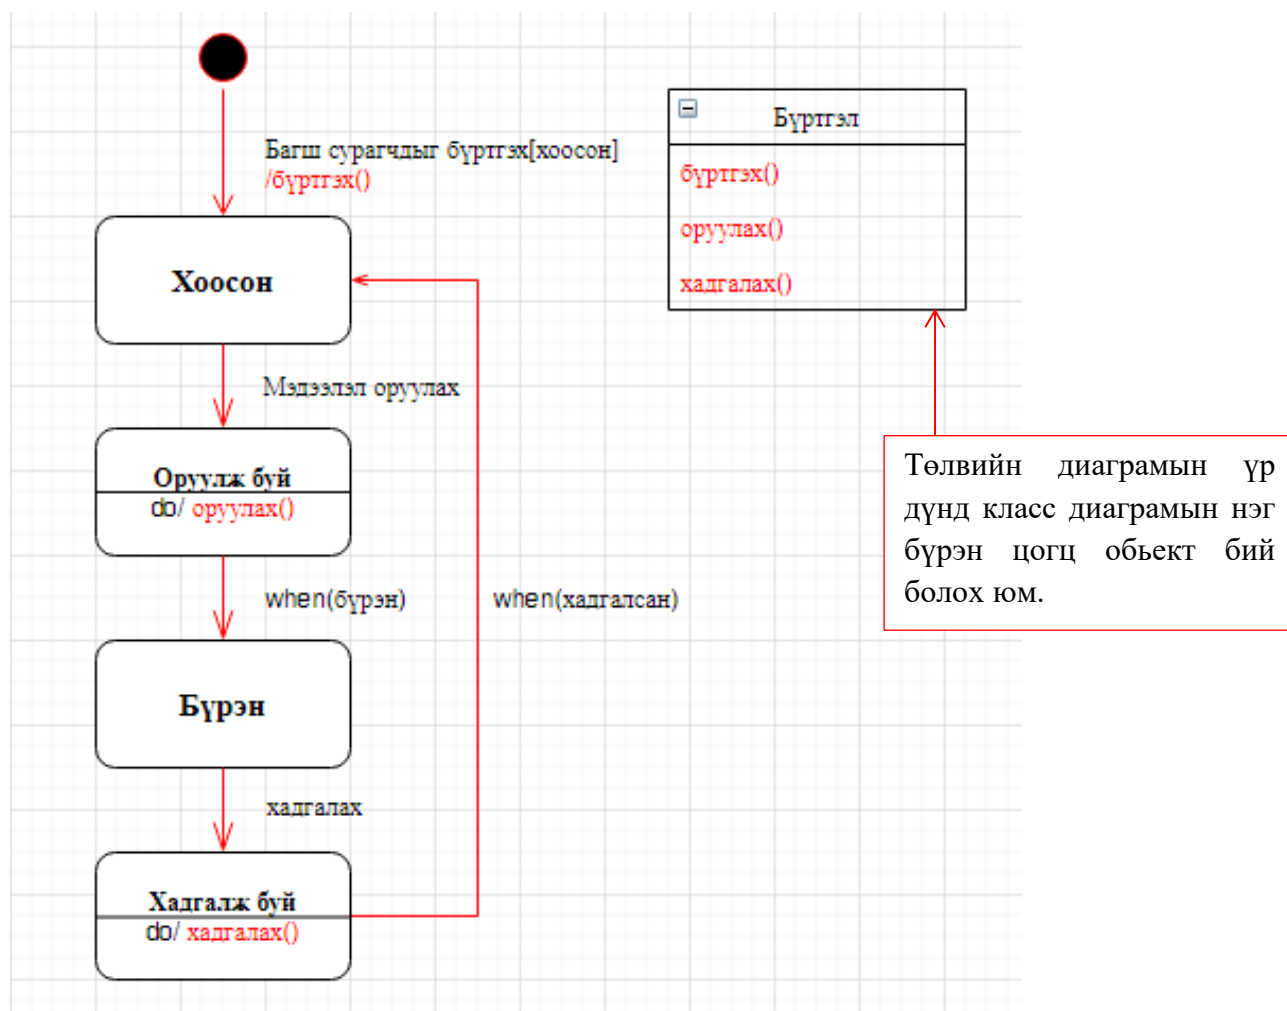 Багш сурагчдыг бүртгэх[хоосон]
/бүртгэх()
Хоосон
Мэдээлэл оруулах
Оруулж буй
do/ оруулах()
when(бүрэн)
when(хадгалсан)
Бүрэн
хадгалах
Хадгалж буй
do/ хадгалах()
Бүртгэл
бүртгэх()
оруулах()
хадгалах()
Төлвийн диаграмын үр
дүнд класс диаграмын нэг
бүрэн цогц обьект бий
болох юм.